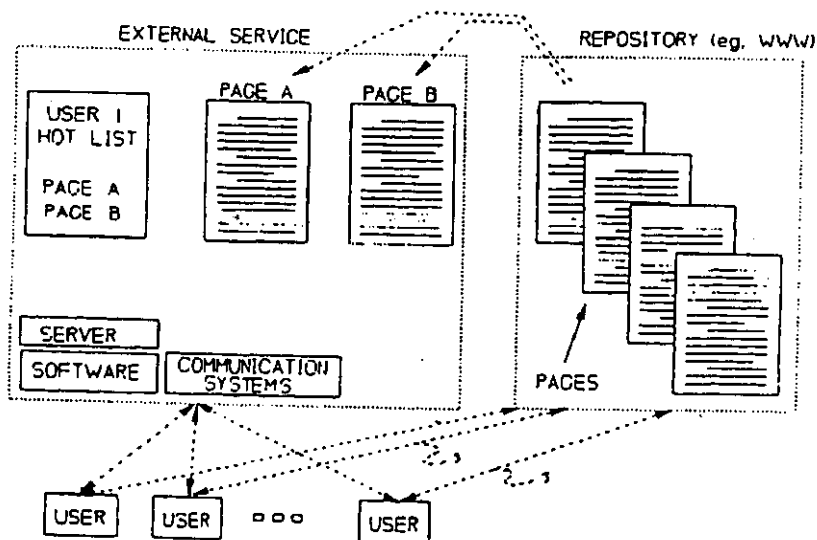 EXTERNAL SERVICE
REPOSITORY (eg, WWW)
PAGE A
PAGE B
USER 1
HOT LIST
PAGE A
PAGE B
SERVER
SOFTWARE
COMMUNICATION
SYSTEMS
PAGES
USER
USER
USER